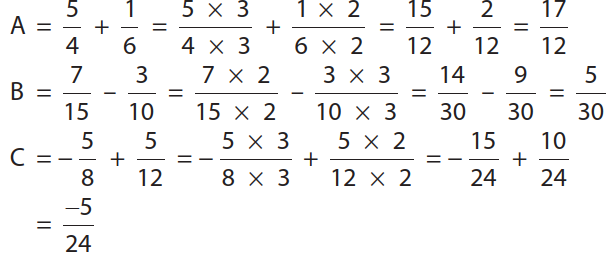 A = 5/4 + 1/6 = (5 × 3)/(4 × 3) + (1 × 2)/(6 × 2) = 15/12 + 2/12 = 17/12
B = 7/15 – 3/10 = (7 × 2)/(15 × 2) – (3 × 3)/(10 × 3) = 14/30 – 9/30 = 5/30
C = – 5/8 + 5/12 = – (5 × 3)/(8 × 3) + (5 × 2)/(12 × 2) = – 15/24 + 10/24
= –5/24